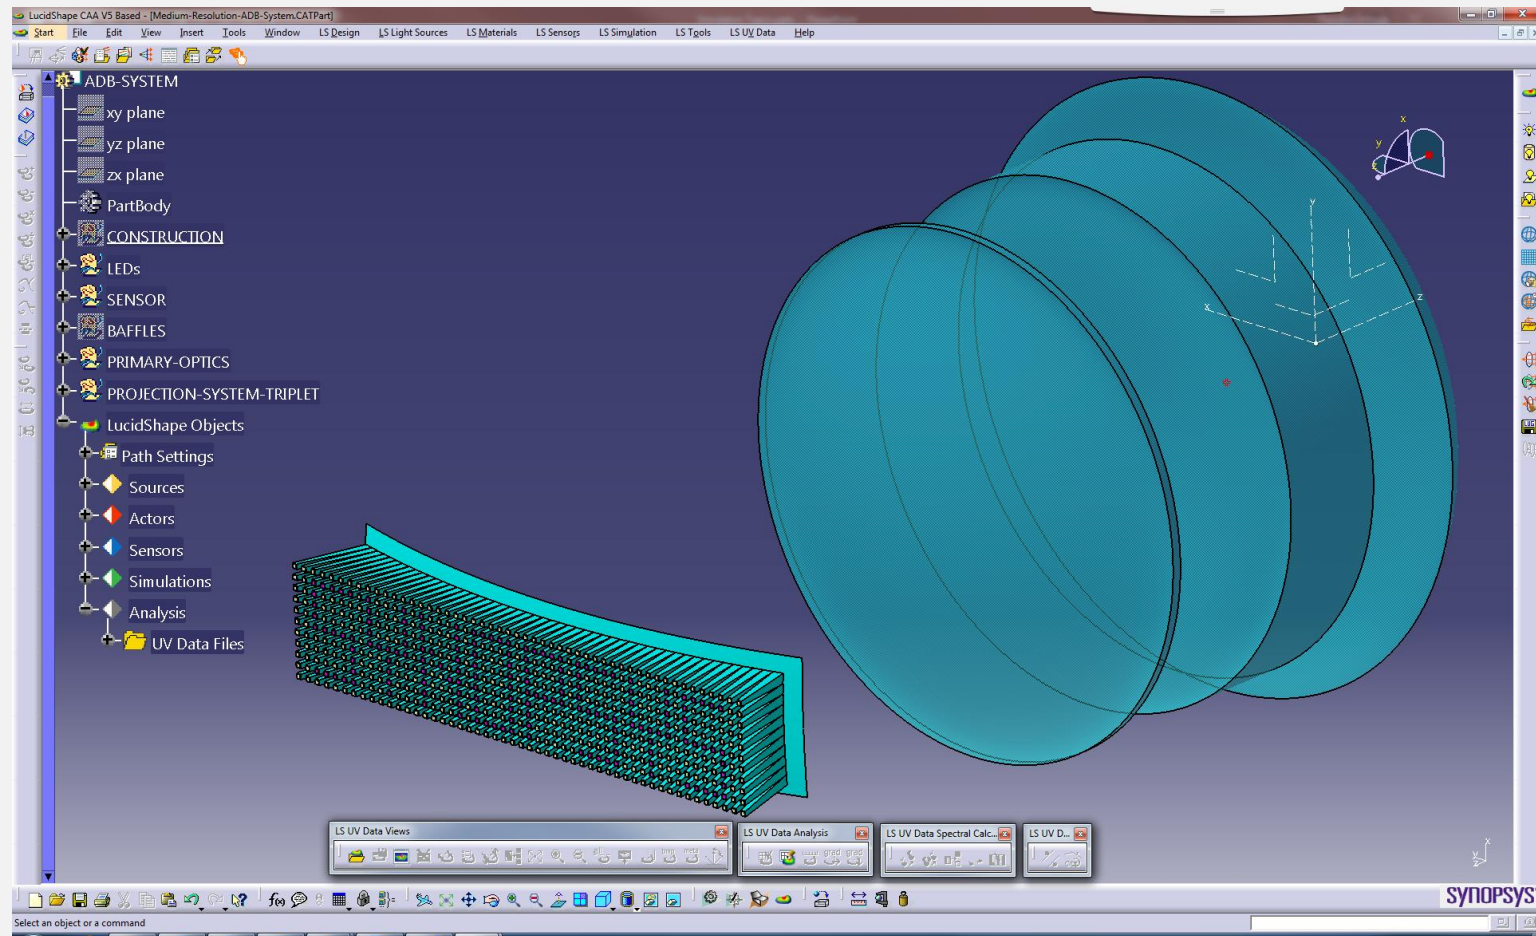 LucidShape CAA V5 Based - [Medium-Resolution-ADB-System.CATPart]
Start File Edit View Insert Tools Window LS Design LS Light Sources LS Materials LS Sensors LS Simulation LS Tools LS UV Data Help
ADB-SYSTEM
xy plane
yz plane
zx plane
PartBody
CONSTRUCTION
LEDs
SENSOR
BAFFLES
PRIMARY-OPTICS
PROJECTION-SYSTEM-TRIPLET
LucidShape Objects
Path Settings
Sources
Actors
Sensors
Simulations
Analysis
UV Data Files
x
y
z
y
x
z
LS UV Data Views
LS UV Data Analysis
LS UV Data Spectral Calc...
LS UV D...
grad grad
f(x)
SYNOPSYS
Select an object or a command